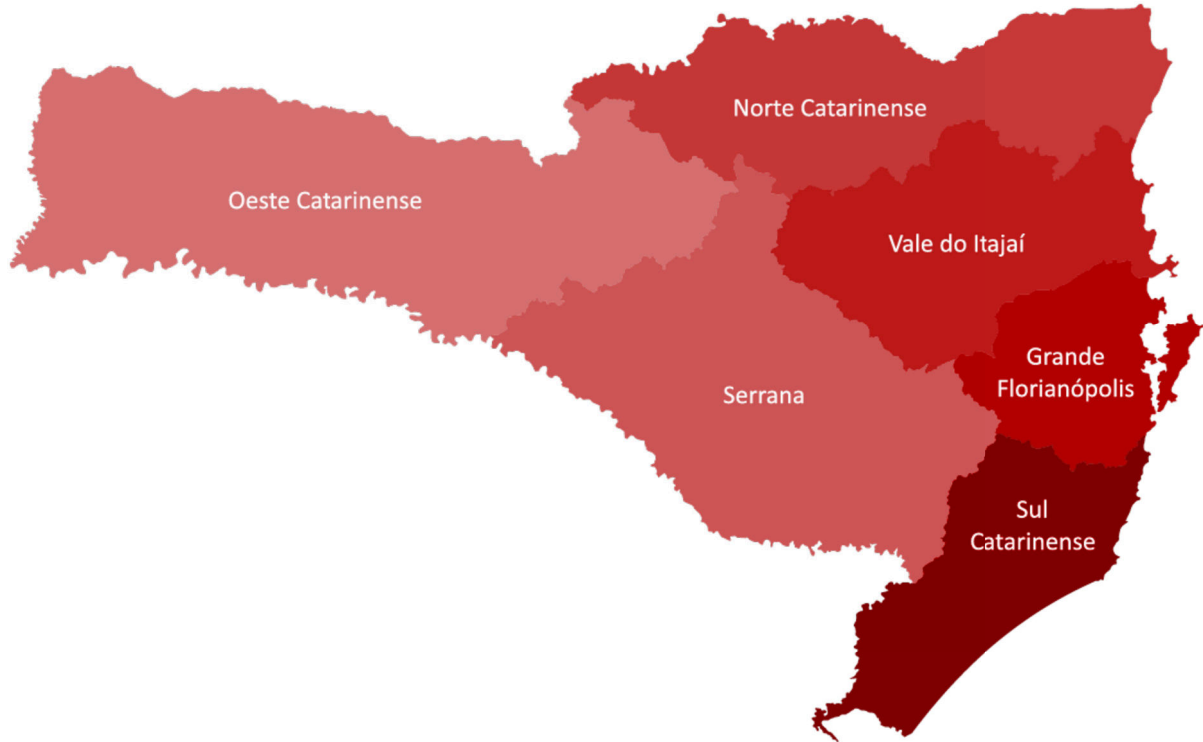 Norte Catarinense
Oeste Catarinense
Vale do Itajaí
Grande
Florianópolis
Serrana
Sul
Catarinense